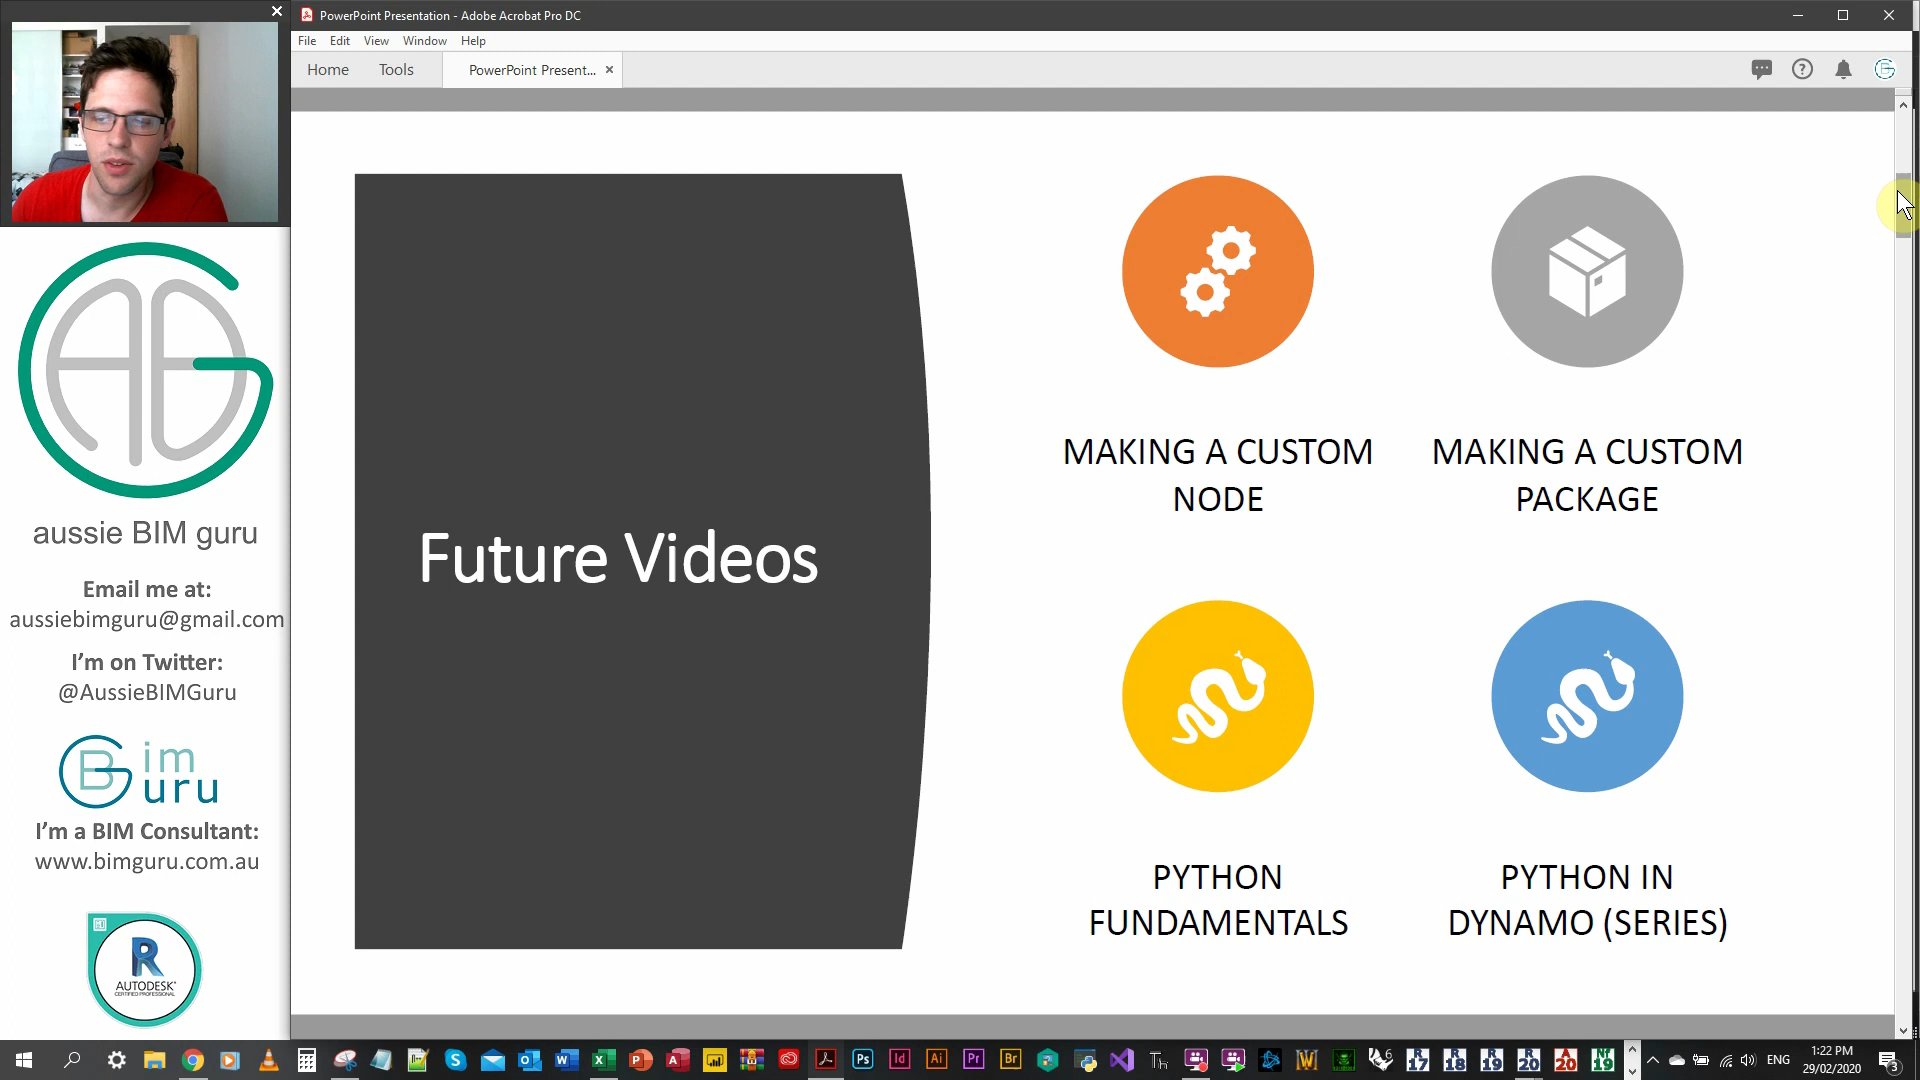 PowerPoint Presentation - Adobe Acrobat Pro DC
File Edit View Window Help
Home Tools PowerPoint Present...
Future Videos
MAKING A CUSTOM
NODE
MAKING A CUSTOM
PACKAGE
PYTHON
FUNDAMENTALS
PYTHON IN
DYNAMO (SERIES)
aussie BIM guru
Email me at:
aussiebimguru@gmail.com
I'm on Twitter:
@AussieBIMGuru
BG im
uru
I'm a BIM Consultant:
www.bimguru.com.au
R
AUTODESK
CERTIFIED PROFESSIONAL
ENG
1:22 PM
29/02/2020